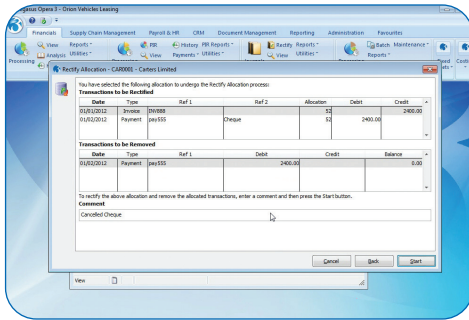 Pegasus Opera 3 - Orion Vehicles Leasing
Financials Supply Chain Management Payroll & HR CRM Document Management Reporting Administration Favourites
View Reports PIR History PIR Reports Rectify Reports Batch Maintenance
Analysis Utilities View Payments Utilities View Utilities Reports
Processing
Rectify Allocation - CAR0001 - Carters Limited
You have selected the following allocation to undergo the Rectify Allocation process:
Transactions to be Rectified
Date Type Ref 1 Ref 2 Allocation Debit Credit
01/01/2012 Invoice INV888 52 2400.00
01/02/2012 Payment pay555 Cheque 52 2400.00
Transactions to be Removed
Date Type Ref 1 Debit Credit Balance
01/02/2012 Payment pay555 2400.00 0.00
To rectify the above allocation and remove the allocated transactions, enter a comment and then press the Start button.
Comment
Cancelled Cheque
Cancel Back Start
View